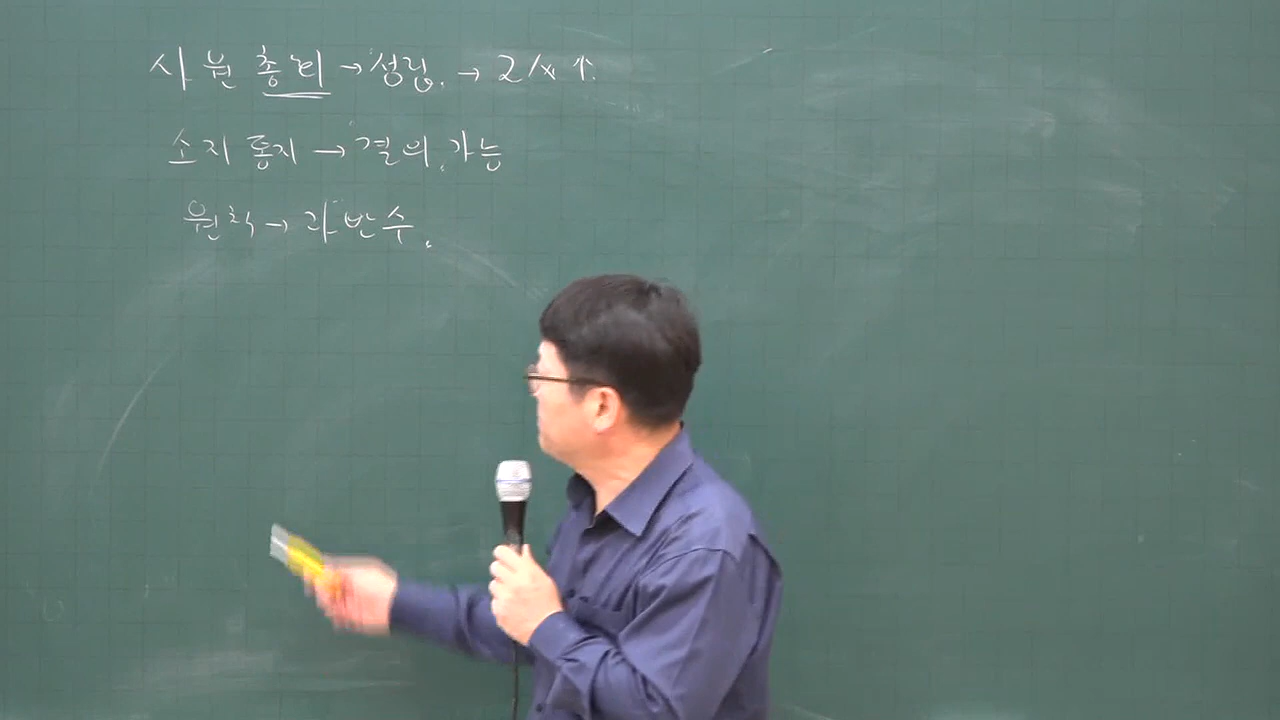 사원총회 → 성립. → 2人 ↑.
소지통지 → 결의.가능
원칙 → 과반수.